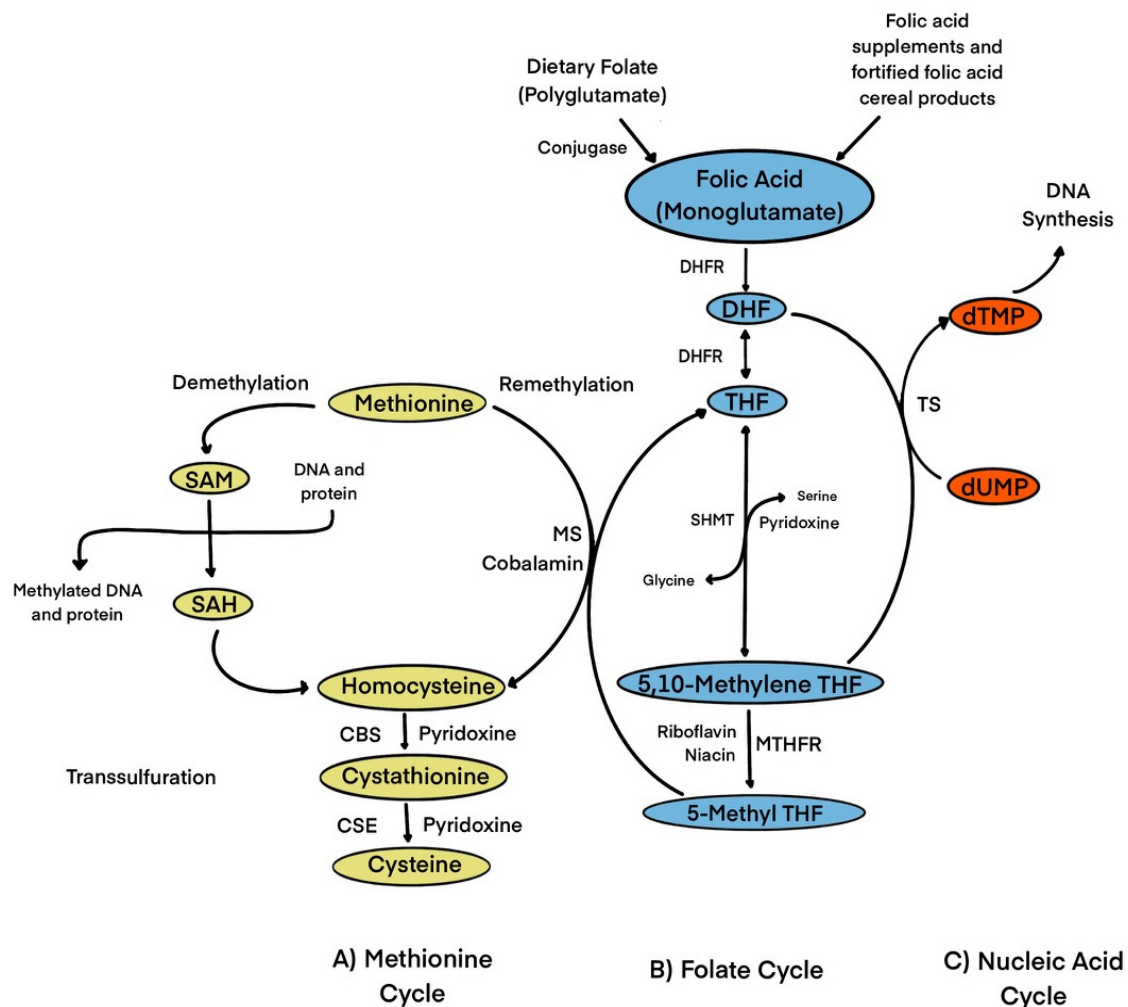 Folic acid
supplements and
fortified folic acid
cereal products
Dietary Folate
(Polyglutamate)
Conjugase
Folic Acid
(Monoglutamate)
DNA
Synthesis
DHFR
DHF
dTMP
DHFR
Demethylation
Remethylation
Methionine
THF
TS
SAM
DNA and
protein
dUMP
Serine
SHMT
Pyridoxine
MS
Cobalamin
Glycine
Methylated DNA
and protein
SAH
Homocysteine
5,10-Methylene THF
CBS
Pyridoxine
Riboflavin
Niacin
MTHFR
Transsulfuration
Cystathionine
5-Methyl THF
CSE
Pyridoxine
Cysteine
A) Methionine
Cycle
B) Folate Cycle
C) Nucleic Acid
Cycle